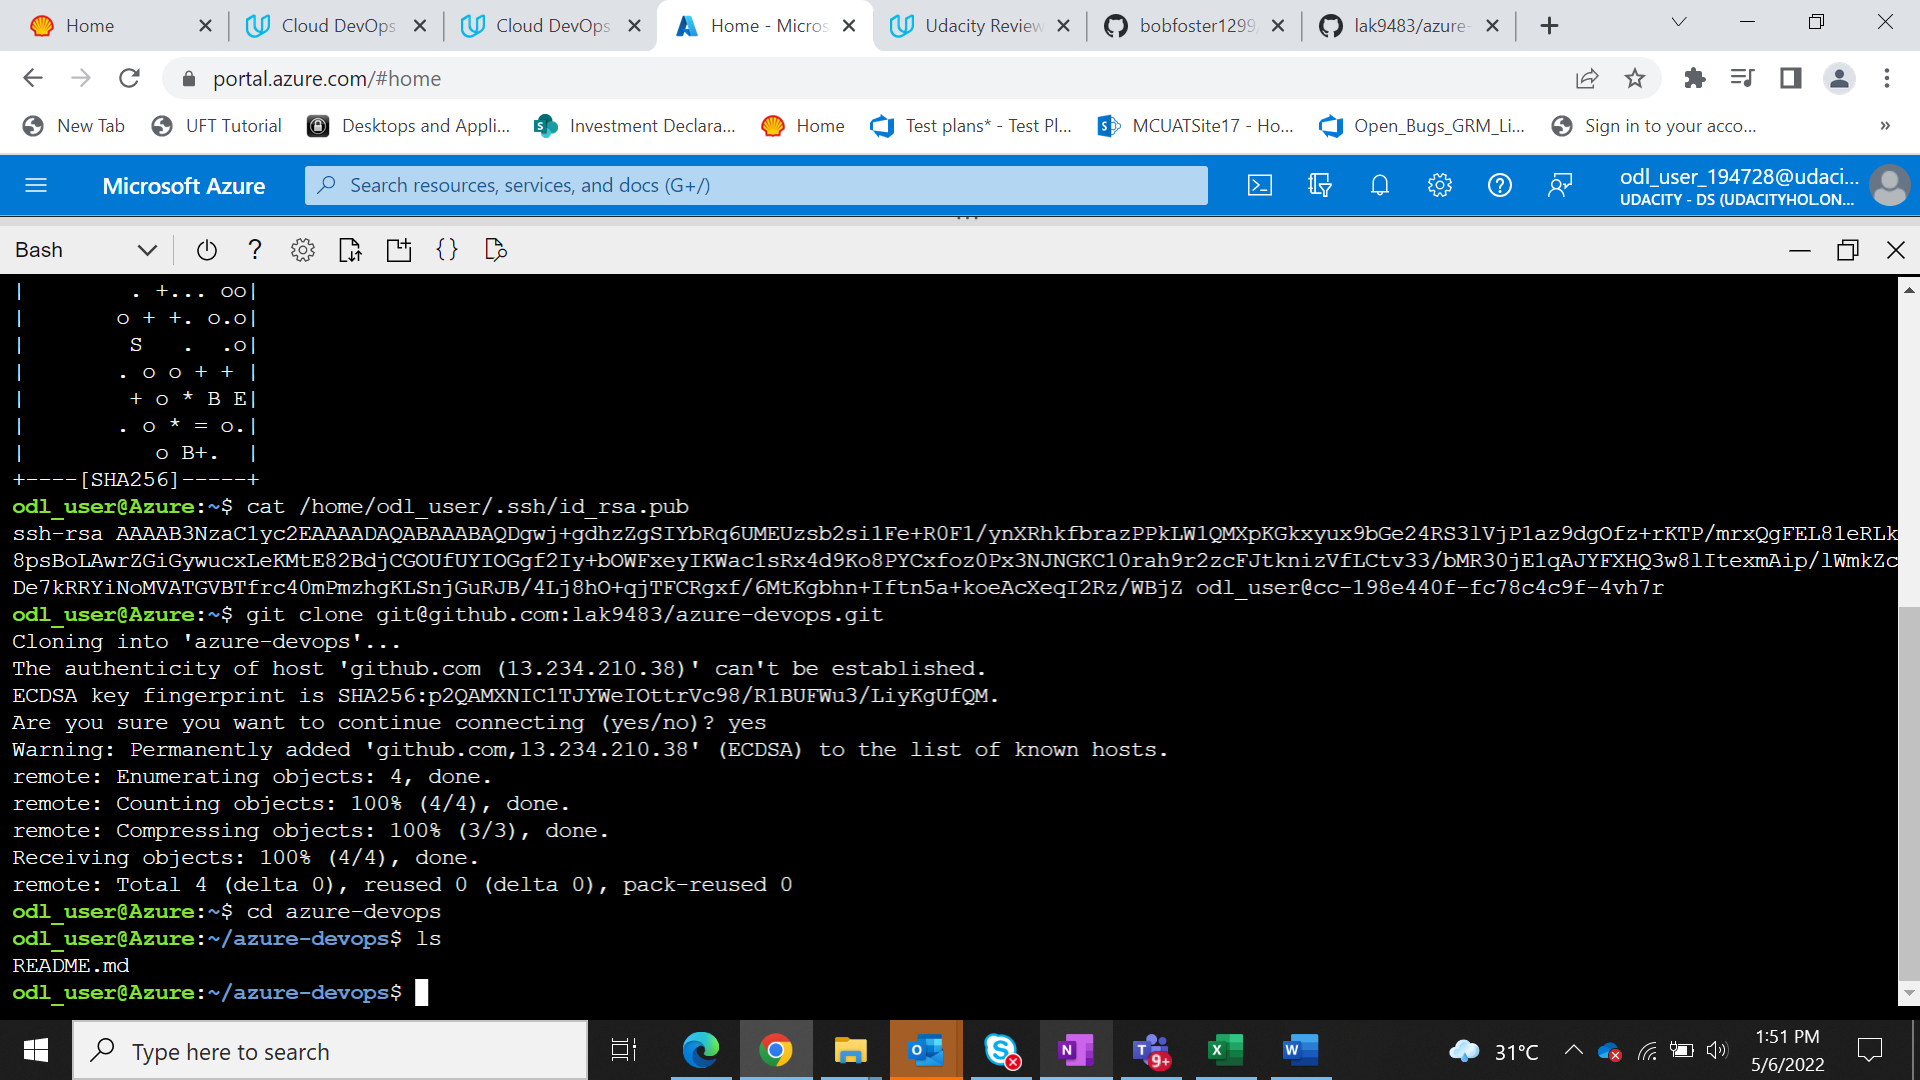 Home
Cloud DevOps
Cloud DevOps
Home - Micros
Udacity Review
bobfoster1299
lak9483/azure-
portal.azure.com/#home
New Tab
UFT Tutorial
Desktops and Appli...
Investment Declara...
Home
Test plans* - Test Pl...
MCUATSite17 - Ho...
Open_Bugs_GRM_Li...
Sign in to your acco...
»
Microsoft Azure
Search resources, services, and docs (G+/)
odl_user_194728@udaci...
UDACITY - DS (UDACITYHOL.ON...
Bash
|        . +... oo|
|       o + +. o.o|
|        S   .  .o|
|       . o o + + |
|        + o * B E|
|       . o * = o.|
|          o B+.  |
+----[SHA256]-----+
odl_user@Azure:~$ cat /home/odl_user/.ssh/id_rsa.pub
ssh-rsa AAAAB3NzaC1yc2EAAAADAQABAAABAQDgwj+gdhzZgSIYbRq6UMEUzsb2si1Fe+R0F1/ynXRhkfbrazPPkLW1QMXpKGkxyux9bGe24RS3lVjP1az9dgOfz+rKTP/mrxQgFEL81eRLk
8psBoLAwrZGiGywucxLeKMtE82BdjCGOUfUYIOGgf2Iy+bOWFxeyIKWac1sRx4d9Ko8PYCxfoz0Px3NJNGKC10rah9r2zcFJtknizVfLCtv33/bMR30jE1qAJYFXHQ3w8lItexmAip/lWmkZc
De7kRRYiNoMVATGVBTfrc40mPmzhgKLSnjGuRJB/4Lj8hO+qjTFCRgxf/6MtKgbhn+Iftn5a+koeAcXeqI2Rz/WBjZ odl_user@cc-198e440f-fc78c4c9f-4vh7r
odl_user@Azure:~$ git clone git@github.com:lak9483/azure-devops.git
Cloning into 'azure-devops'...
The authenticity of host 'github.com (13.234.210.38)' can't be established.
ECDSA key fingerprint is SHA256:p2QAMXNIC1TJYWeIOttrVc98/R1BUFWu3/LiyKgUfQM.
Are you sure you want to continue connecting (yes/no)? yes
Warning: Permanently added 'github.com,13.234.210.38' (ECDSA) to the list of known hosts.
remote: Enumerating objects: 4, done.
remote: Counting objects: 100% (4/4), done.
remote: Compressing objects: 100% (3/3), done.
Receiving objects: 100% (4/4), done.
remote: Total 4 (delta 0), reused 0 (delta 0), pack-reused 0
odl_user@Azure:~$ cd azure-devops
odl_user@Azure:~/azure-devops$ ls
README.md
odl_user@Azure:~/azure-devops$
Type here to search
9+
31°C
1:51 PM
5/6/2022